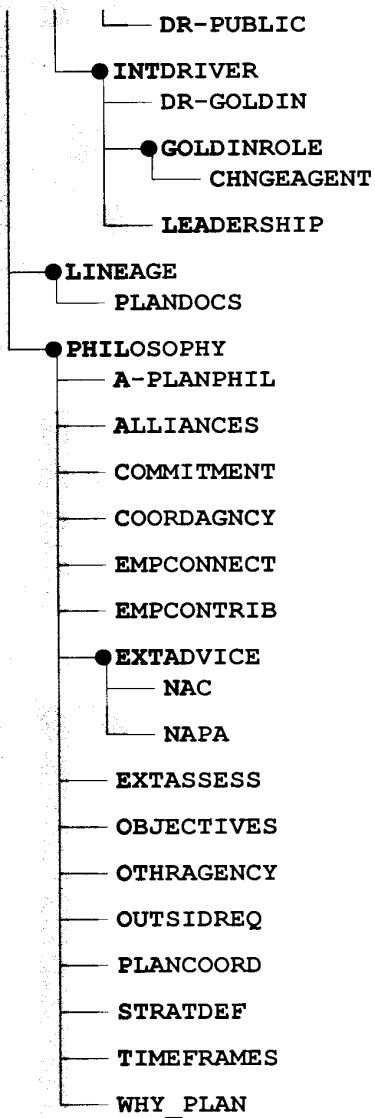 DR-PUBLIC
INTDRIVER
DR-GOLDIN
GOLDINROLE
CHNGEAGENT
LEADERSHIP
LINEAGE
PLANDOCS
PHILOSOPHY
A-PLANPHIL
ALLIANCES
COMMITMENT
COORDAGNCY
EMPCONNECT
EMPCONTRIB
EXTADVICE
NAC
NAPA
EXTASSESS
OBJECTIVES
OTHRAGENCY
OUTSIDREQ
PLANCOORD
STRATDEF
TIMEFRAMES
WHY_PLAN